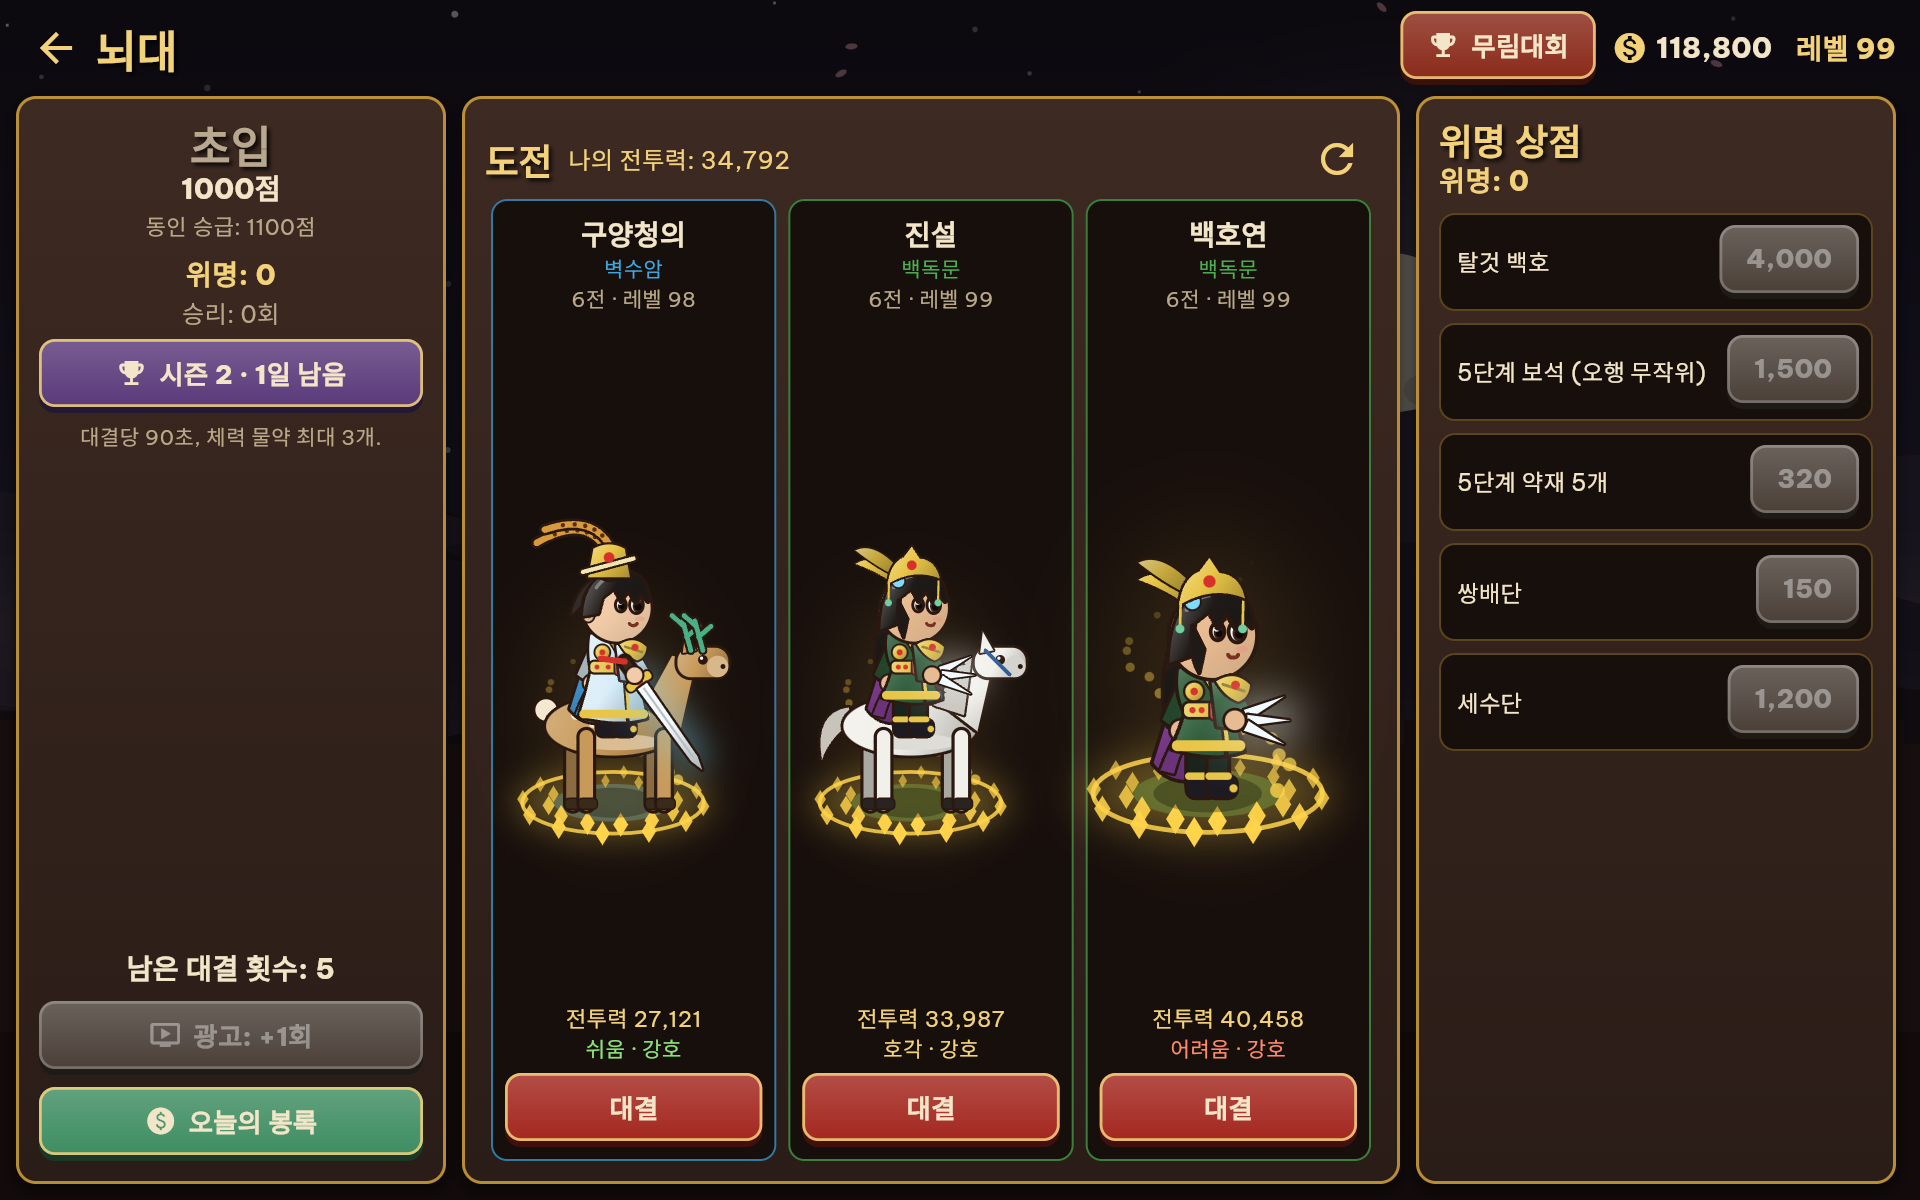 뇌대
무림대회
118,800
레벨 99
초입
1000점
동인 승급: 1100점
위명: 0
승리: 0회
시즌 2 · 1일 남음
대결당 90초, 체력 물약 최대 3개.
남은 대결 횟수: 5
광고: +1회
오늘의 봉록
도전 나의 전투력: 34,792
구양청의
벽수암
6전 · 레벨 98
전투력 27,121
쉬움 · 강호
대결
진설
백독문
6전 · 레벨 99
전투력 33,987
호각 · 강호
대결
백호연
백독문
6전 · 레벨 99
전투력 40,458
어려움 · 강호
대결
위명 상점
위명: 0
탈것 백호 4,000
5단계 보석 (오행 무작위) 1,500
5단계 약재 5개 320
쌍배단 150
세수단 1,200